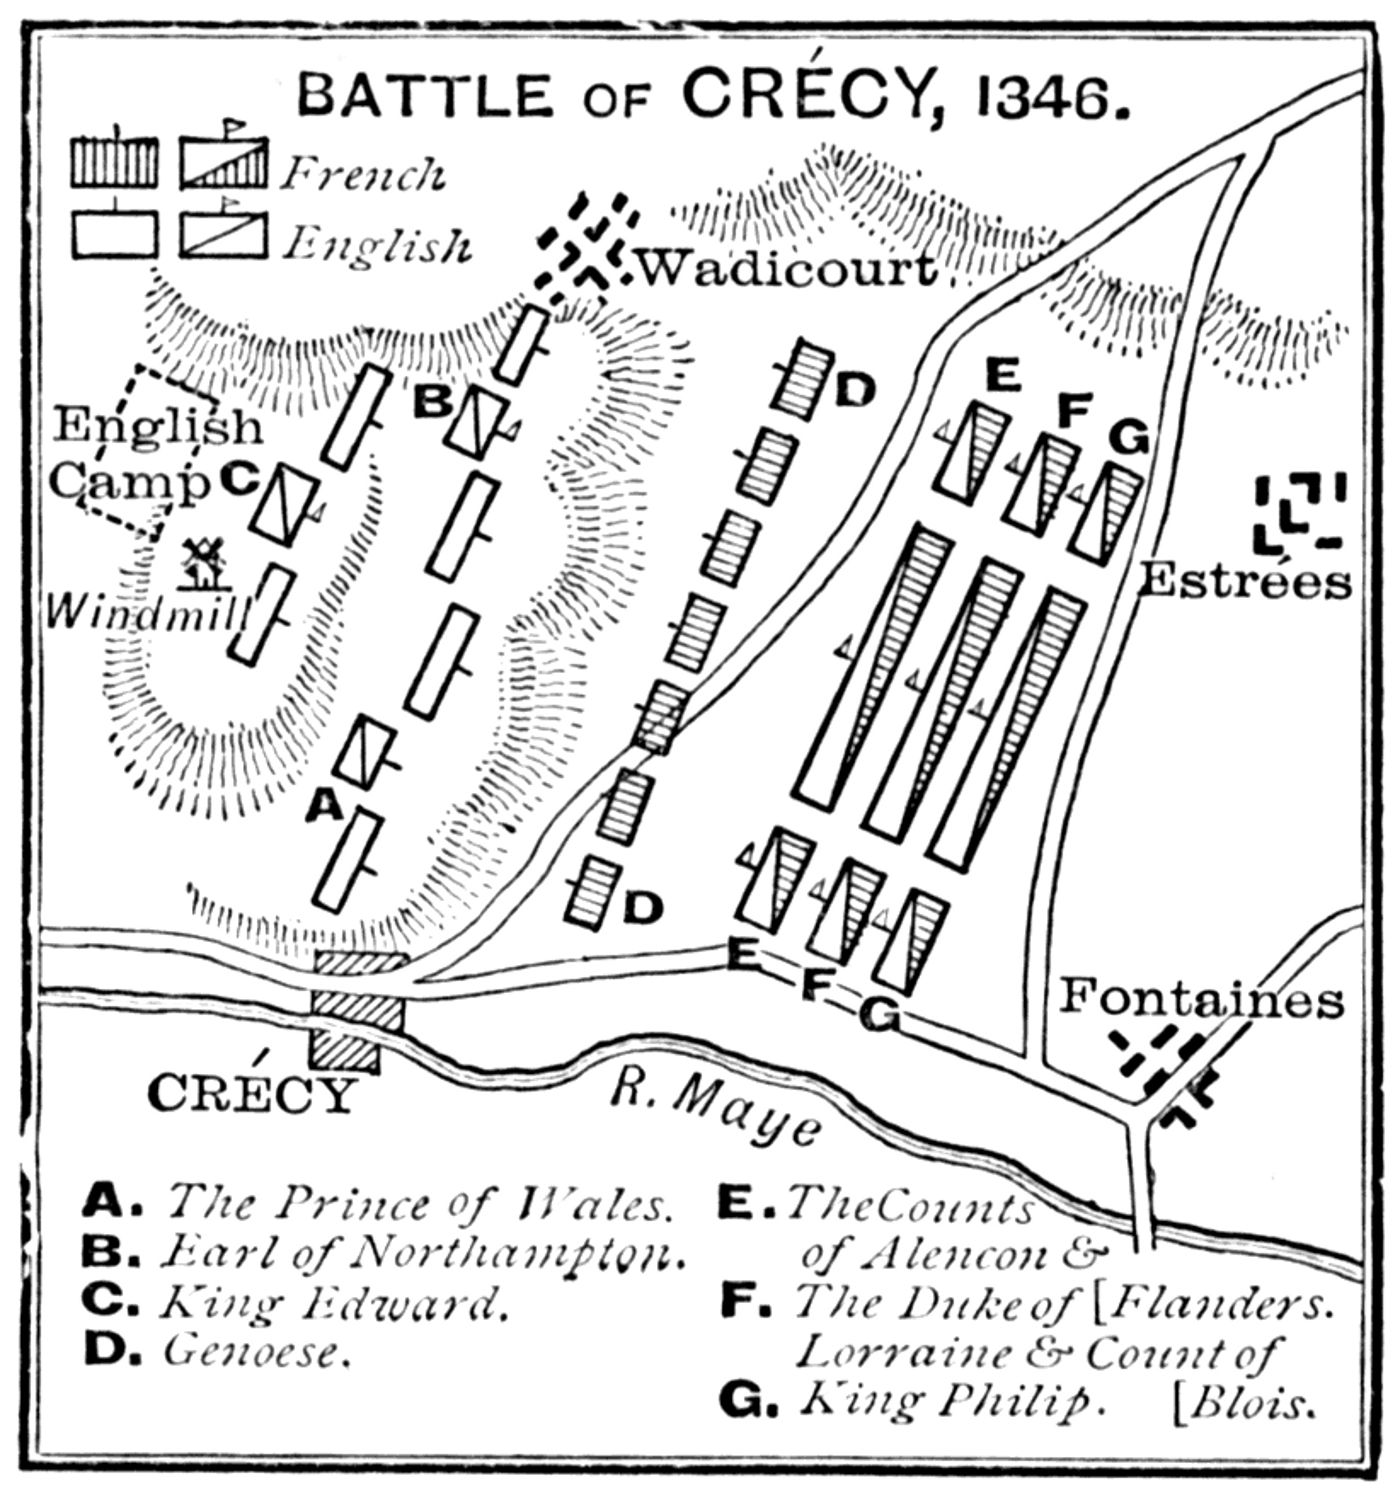 BATTLE OF CRÉCY, 1346.
French
English
Wadicourt
B
D
E
F
G
English
Camp
C
Windmill
Estrées
A
D
E
F
G
Fontaines
CRÉCY
R. Maye
A. The Prince of Wales.
B. Earl of Northampton.
C. King Edward.
D. Genoese.
E. The Counts
of Alencon &
F. The Duke of [Flanders.
Lorraine & Count of
G. King Philip. [Blois.